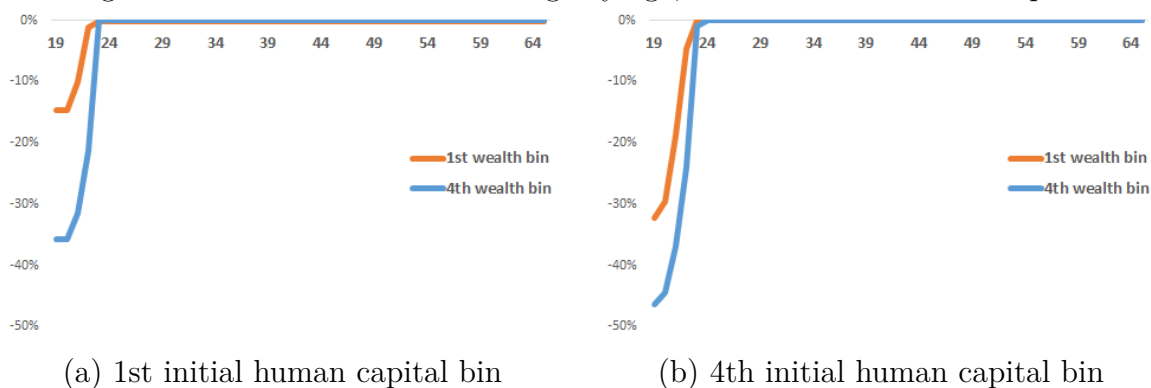 0%
19 24 29 34 39 44 49 54 59 64
-10%
-20%
-30%
-40%
-50%
1st wealth bin
4th wealth bin
(a) 1st initial human capital bin
0%
19 24 29 34 39 44 49 54 59 64
-10%
-20%
-30%
-40%
-50%
1st wealth bin
4th wealth bin
(b) 4th initial human capital bin